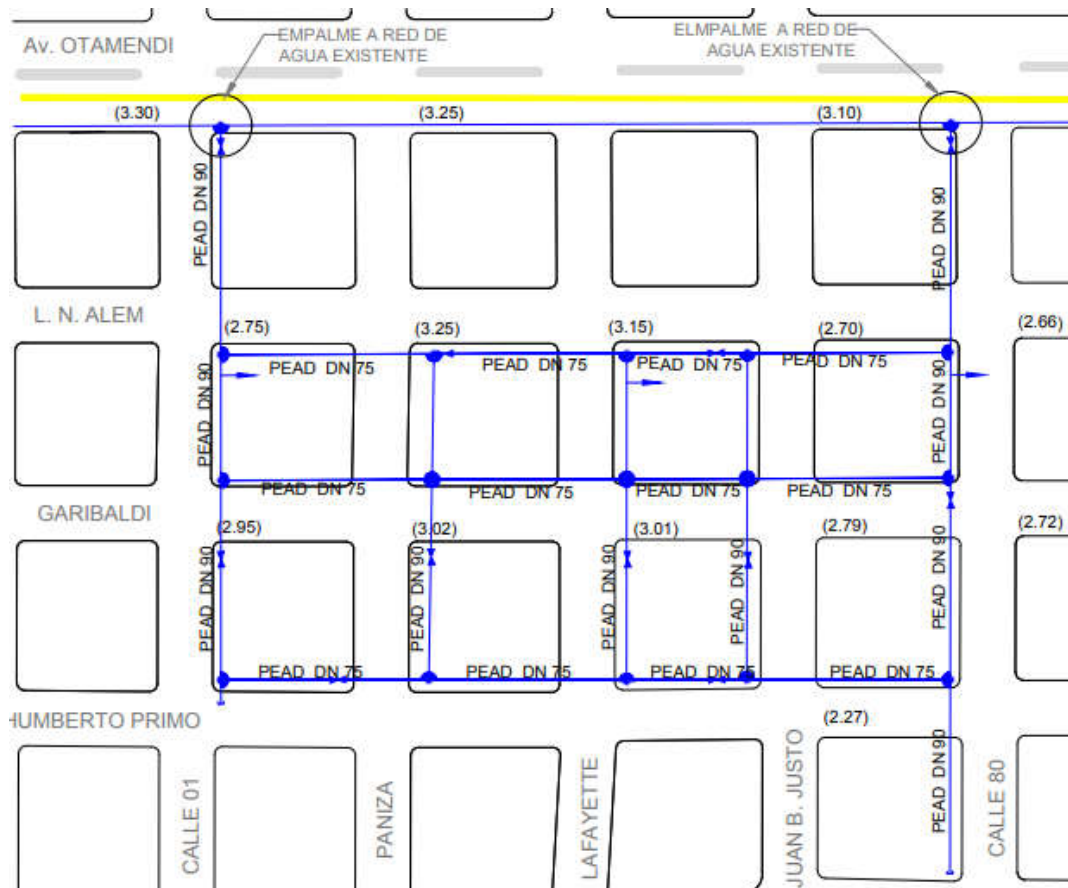 Av. OTAMENDI
EMPALME A RED DE
AGUA EXISTENTE
ELMPALME A RED DE
AGUA EXISTENTE
(3.30)
(3.25)
(3.10)
PEAD DN 90
PEAD DN 90
L. N. ALEM
(2.75)
(3.25)
(3.15)
(2.70)
(2.66)
PEAD DN 75
PEAD DN 75
PEAD DN 75
PEAD DN 75
PEAD DN 90
PEAD DN 90
PEAD DN 75
PEAD DN 75
PEAD DN 75
PEAD DN 75
GARIBALDI
(2.95)
(3.02)
(3.01)
(2.79)
(2.72)
PEAD DN 90
PEAD DN 90
PEAD DN 90
PEAD DN 90
PEAD DN 90
PEAD DN 75
PEAD DN 75
PEAD DN 75
PEAD DN 75
HUMBERTO PRIMO
(2.27)
CALLE 01
PANIZA
LAFAYETTE
JUAN B. JUSTO
PEAD DN 90
CALLE 80